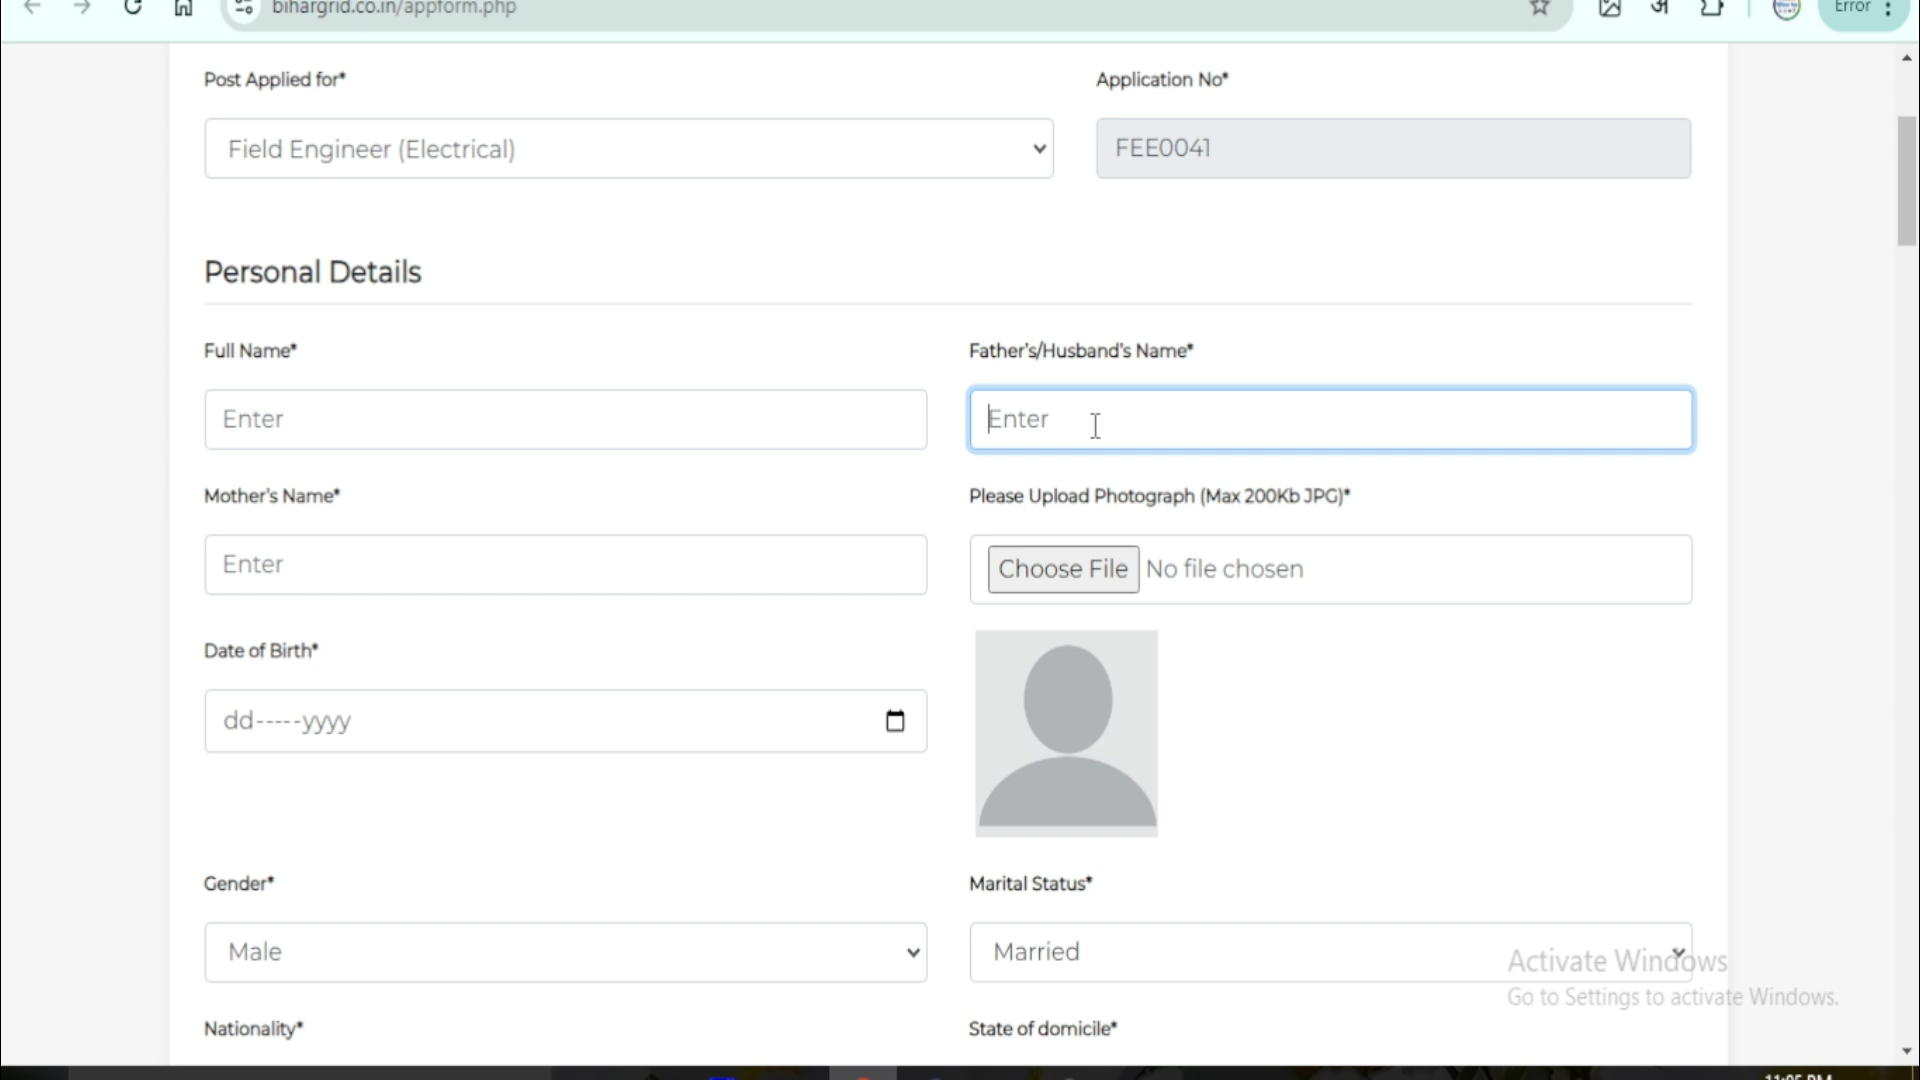 bihargrid.co.in/appform.php
Error
Post Applied for*
Application No*
Field Engineer (Electrical)
FEE0041
Personal Details
Full Name*
Father's/Husband's Name*
Enter
Enter
Mother's Name*
Please Upload Photograph (Max 200Kb JPG)*
Enter
Choose File No file chosen
Date of Birth*
dd-----yyyy
Gender*
Marital Status*
Male
Married
Activate Windows
Go to Settings to activate Windows.
Nationality*
State of domicile*